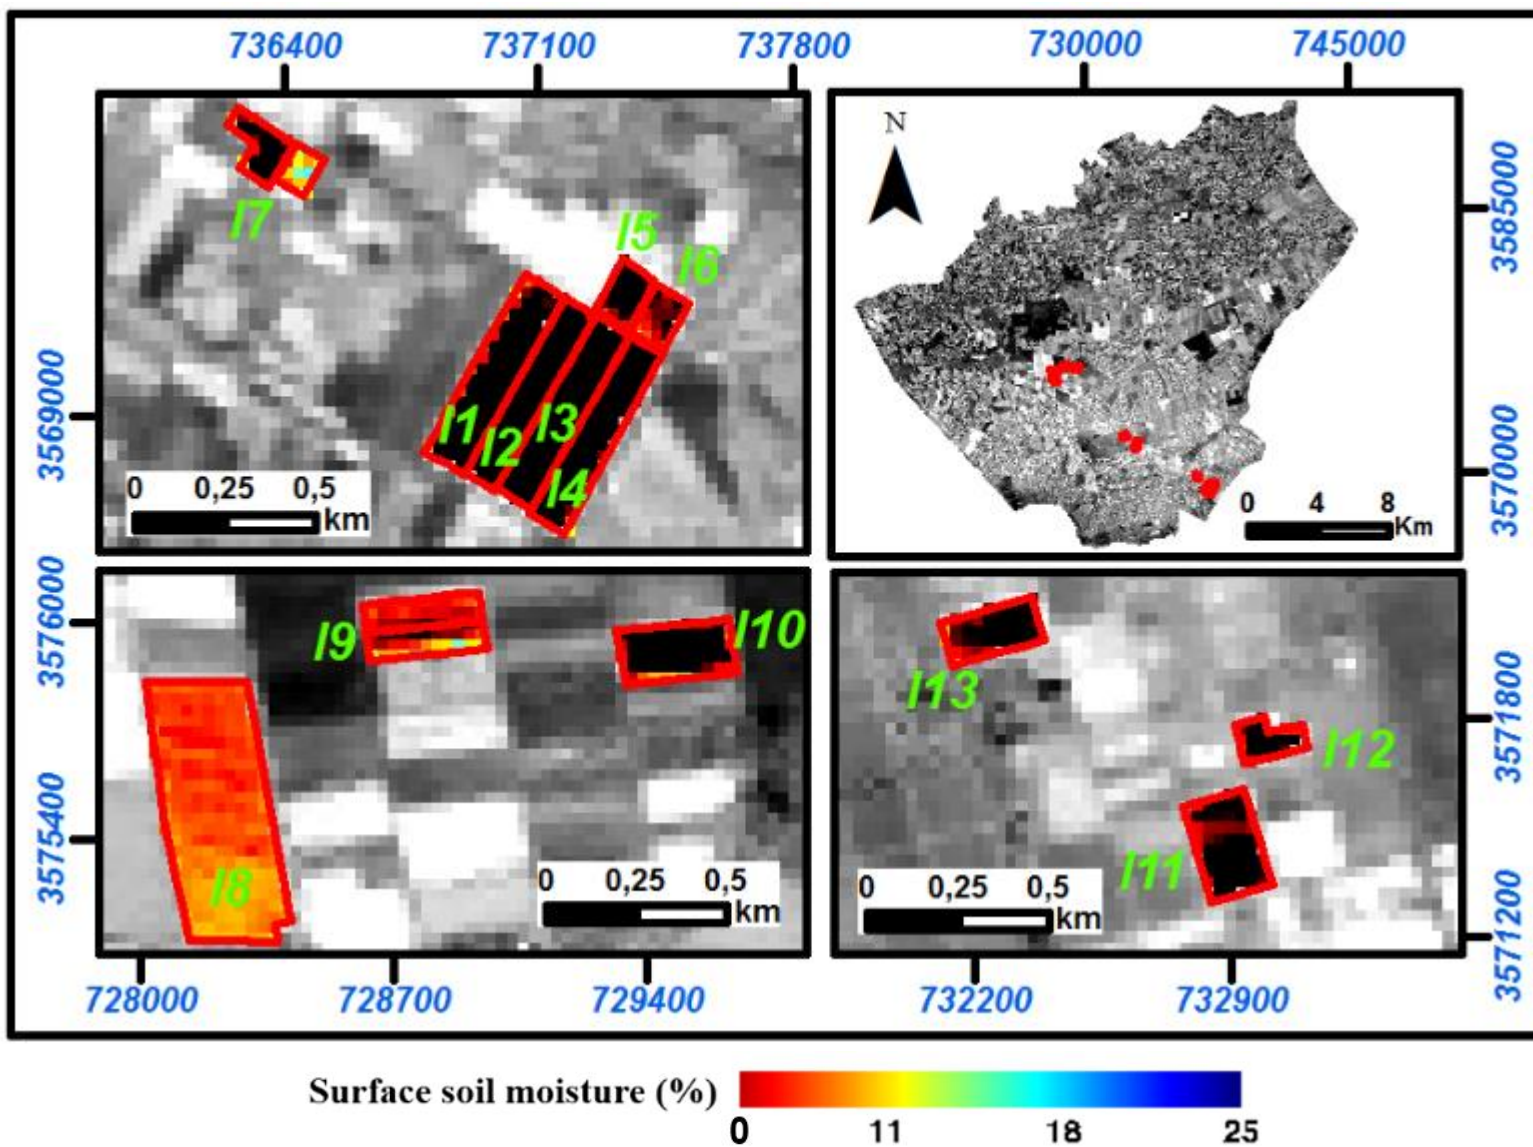 736400 737100 737800 730000 745000
N
3585000
I7
I5
I6
3569000
I1 I3
I2
I4
3570000
0 0,25 0,5
km
0 4 8
Km
3576000
I9
I10
I13
3571800
I12
3575400
I8
I11
0 0,25 0,5
km
0 0,25 0,5
km
3571200
728000 728700 729400 732200 732900
Surface soil moisture (%)
0 11 18 25